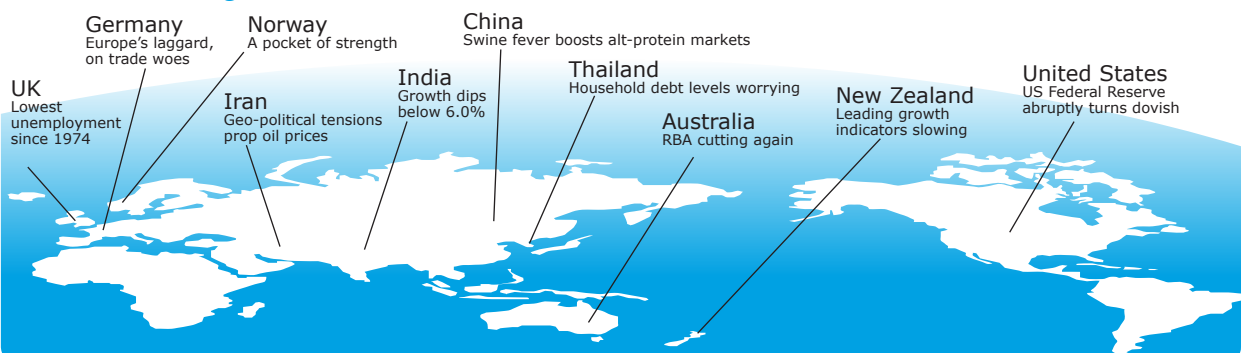 Germany
Europe's laggard,
on trade woes
Norway
A pocket of strength
China
Swine fever boosts alt-protein markets
UK
Lowest
unemployment
since 1974
Iran
Geo-political tensions
prop oil prices
India
Growth dips
below 6.0%
Thailand
Household debt levels worrying
Australia
RBA cutting again
New Zealand
Leading growth
indicators slowing
United States
US Federal Reserve
abruptly turns dovish